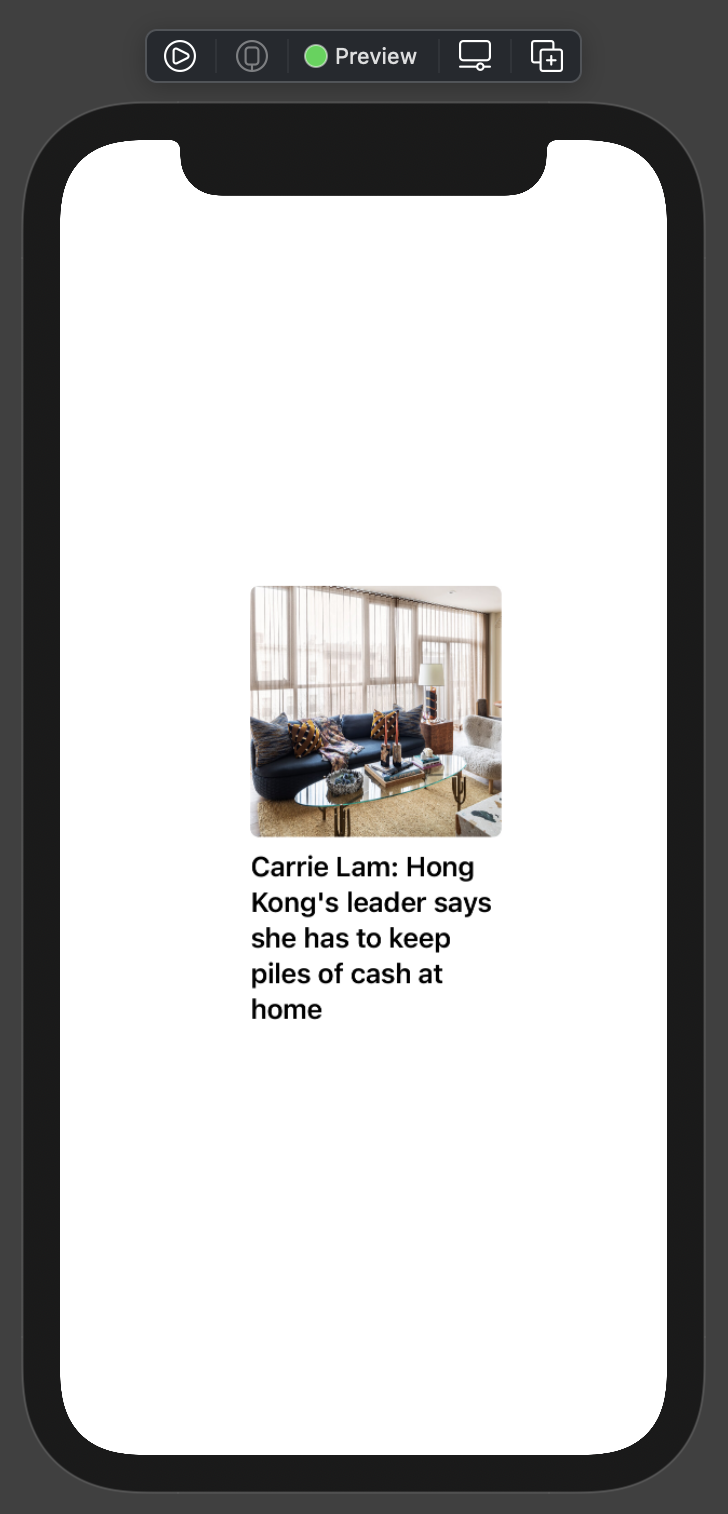 Preview
Carrie Lam: Hong
Kong's leader says
she has to keep
piles of cash at
home